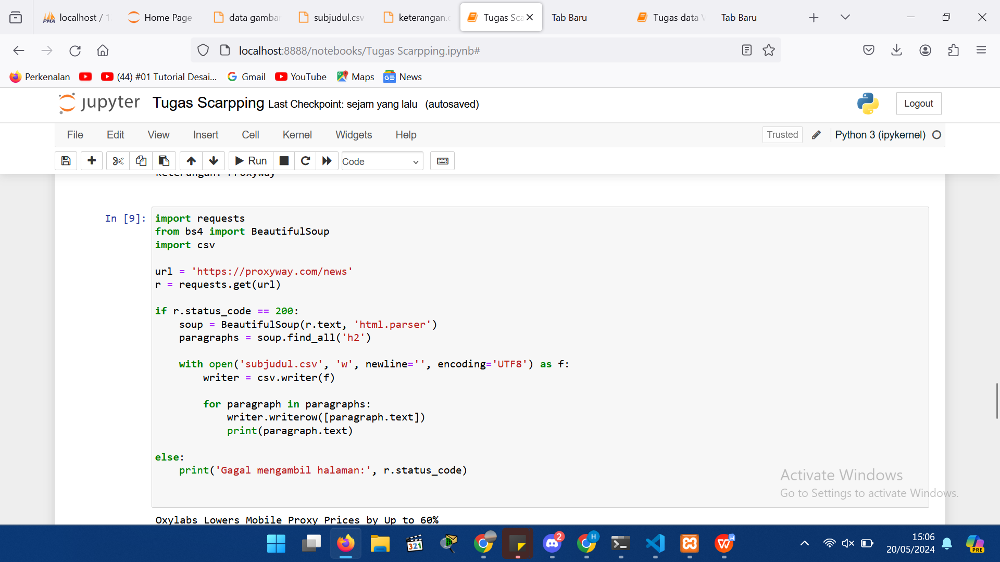 localhost / 1
Home Page
data gambar
subjudul.csv
keterangan.c
Tugas Sca
Tab Baru
Tugas data V
Tab Baru
localhost:8888/notebooks/Tugas Scarpping.ipynb#
Perkenalan
(44) #01 Tutorial Desai...
Gmail
YouTube
Maps
News
jupyter
Tugas Scarpping Last Checkpoint: sejam yang lalu (autosaved)
Logout
File Edit View Insert Cell Kernel Widgets Help
Trusted
Python 3 (ipykernel)
Run
Code
Keterangan: Proxyway
In [9]:
import requests
from bs4 import BeautifulSoup
import csv
url = 'https://proxyway.com/news'
r = requests.get(url)
if r.status_code == 200:
soup = BeautifulSoup(r.text, 'html.parser')
paragraphs = soup.find_all('h2')
with open('subjudul.csv', 'w', newline='', encoding='UTF8') as f:
writer = csv.writer(f)
for paragraph in paragraphs:
writer.writerow([paragraph.text])
print(paragraph.text)
else:
print('Gagal mengambil halaman:', r.status_code)
Activate Windows
Go to Settings to activate Windows.
Oxylabs Lowers Mobile Proxy Prices by Up to 60%
321
2
H
15:06
20/05/2024
PRE